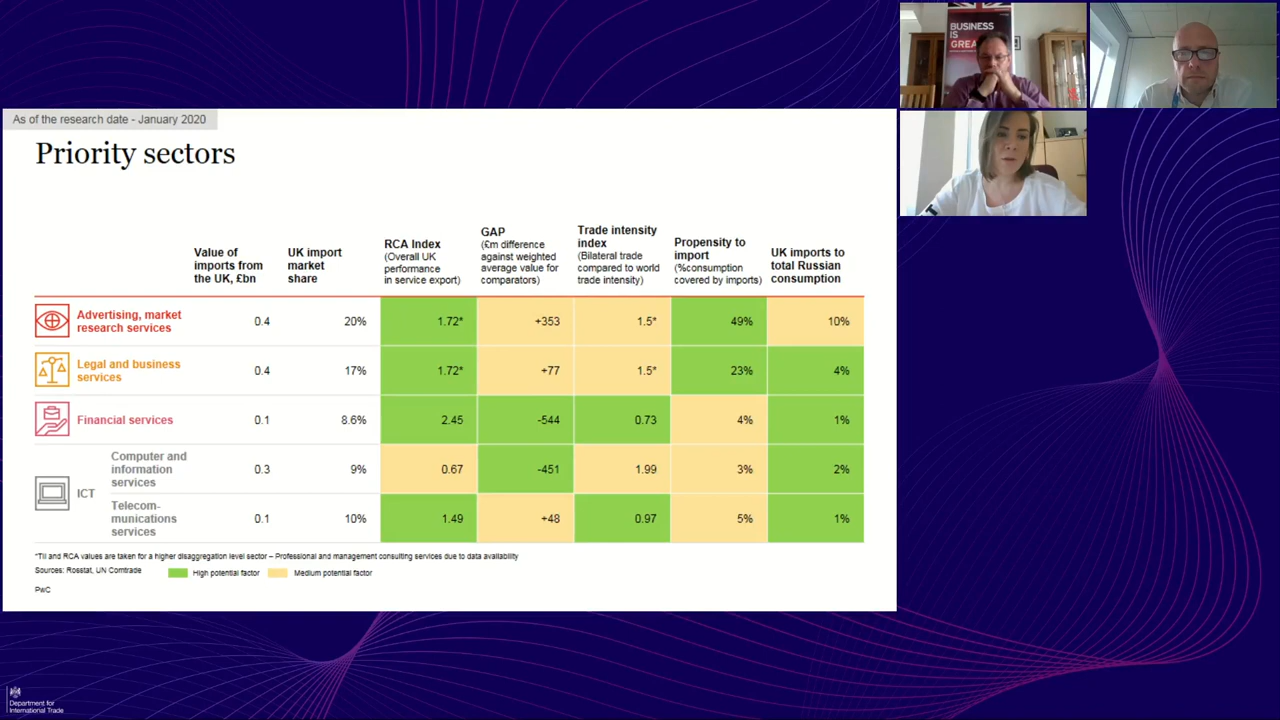 As of the research date - January 2020
Priority sectors
Value of
imports from
the UK, £bn
UK import
market
share
RCA Index
(Overall UK
performance
in service export)
GAP
(£m difference
against weighted
average value for
comparators)
Trade intensity
index
(Bilateral trade
compared to world
trade intensity)
Propensity to
import
(%consumption
covered by imports)
UK imports to
total Russian
consumption
Advertising, market
research services
0.4
20%
1.72*
+353
1.5*
49%
10%
Legal and business
services
0.4
17%
1.72*
+77
1.5*
23%
4%
Financial services
0.1
8.6%
2.45
-544
0.73
4%
1%
ICT
Computer and
information
services
0.3
9%
0.67
-451
1.99
3%
2%
Telecom-
munications
services
0.1
10%
1.49
+48
0.97
5%
1%
*TII and RCA values are taken for a higher disaggregation level sector – Professional and management consulting services due to data availability
Sources: Rosstat, UN Comtrade
High potential factor
Medium potential factor
PwC
BUSINESS
IS
GREA
Department for
International Trade